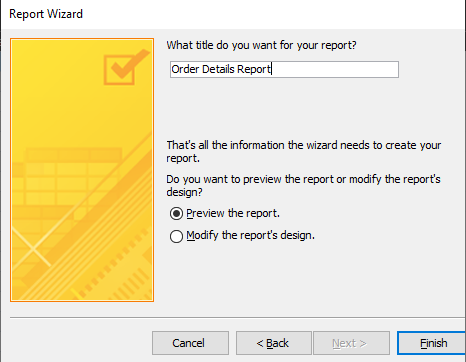 Report Wizard
What title do you want for your report?
Order Details Report
That's all the information the wizard needs to create your
report.
Do you want to preview the report or modify the report's
design?
Preview the report.
Modify the report's design.
Cancel
< Back
Next >
Finish